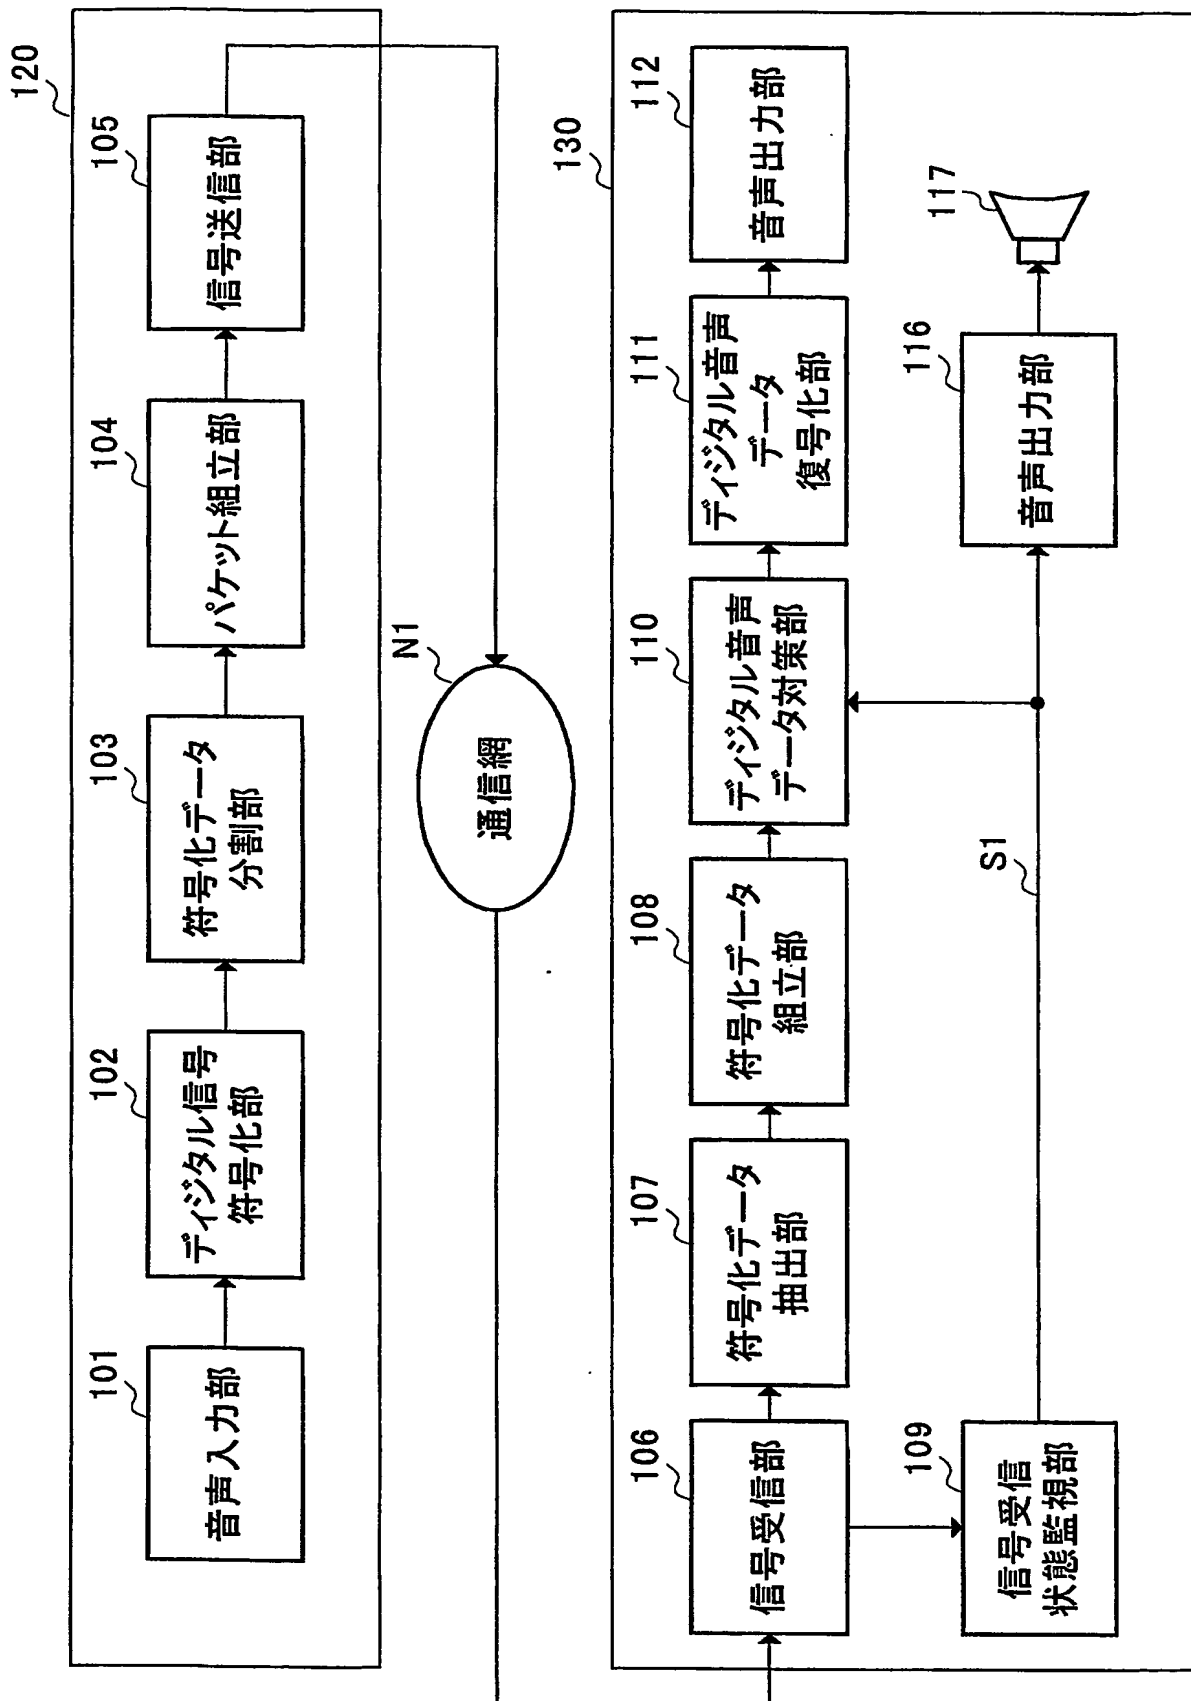 120
101
音声入力部
102
ディジタル信号
符号化部
103
符号化データ
分割部
104
パケット組立部
105
信号送信部
N1
通信網
130
106
信号受信部
107
符号化データ
抽出部
108
符号化データ
組立部
110
ディジタル音声
データ対策部
111
ディジタル音声
データ
復号化部
112
音声出力部
109
信号受信
状態監視部
S1
116
音声出力部
117